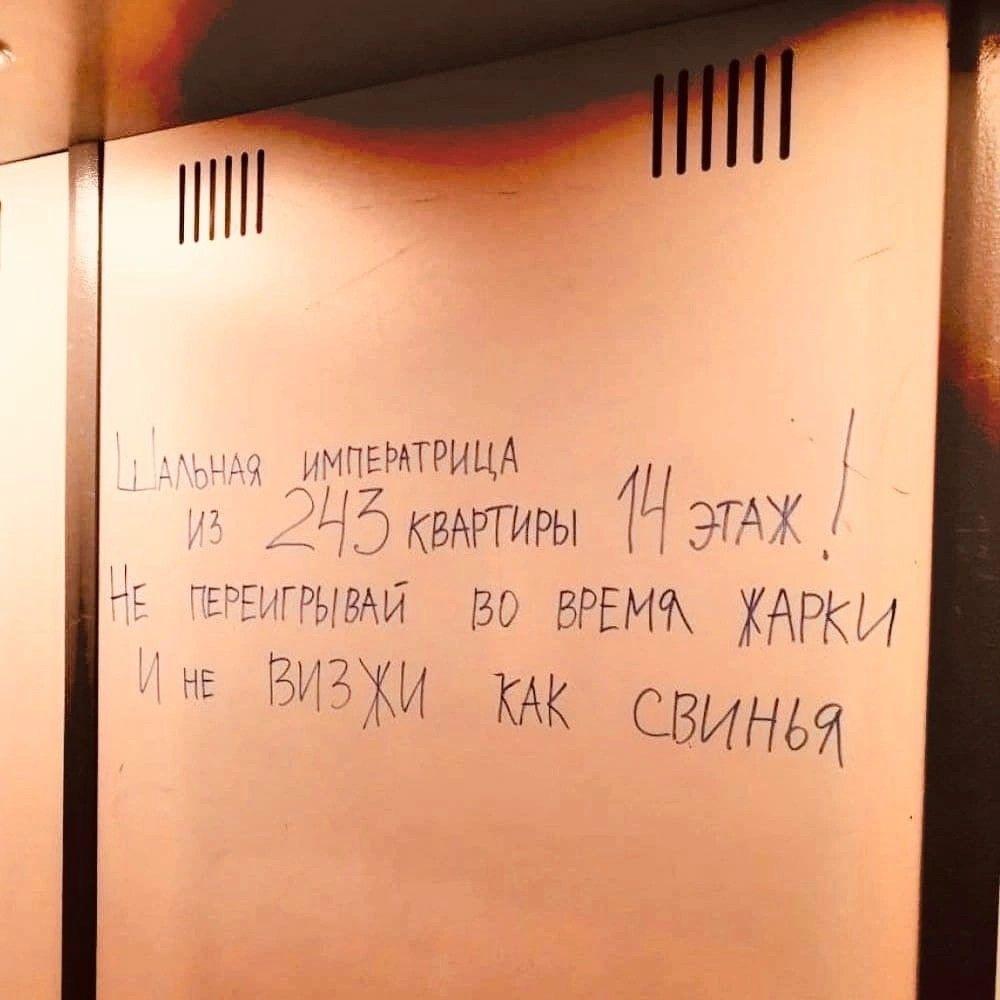 Шальная императрица
из 243 квартиры 14 этаж!
Не переигрывай во время жарки
И не визжи как свинья